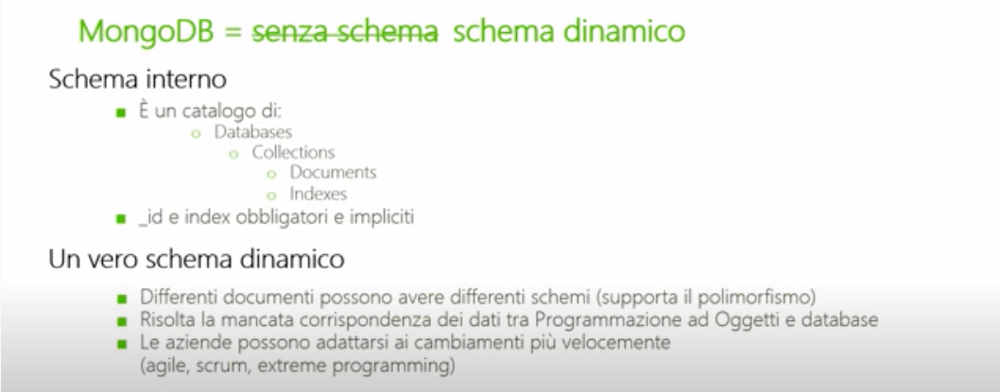 MongoDB = senza schema schema dinamico
Schema interno
È un catalogo di:
Databases
Collections
Documents
Indexes
_id e index obbligatori e impliciti
Un vero schema dinamico
Differenti documenti possono avere differenti schemi (supporta il polimorfismo)
Risolta la mancata corrispondenza dei dati tra Programmazione ad Oggetti e database
Le aziende possono adattarsi ai cambiamenti più velocemente
(agile, scrum, extreme programming)